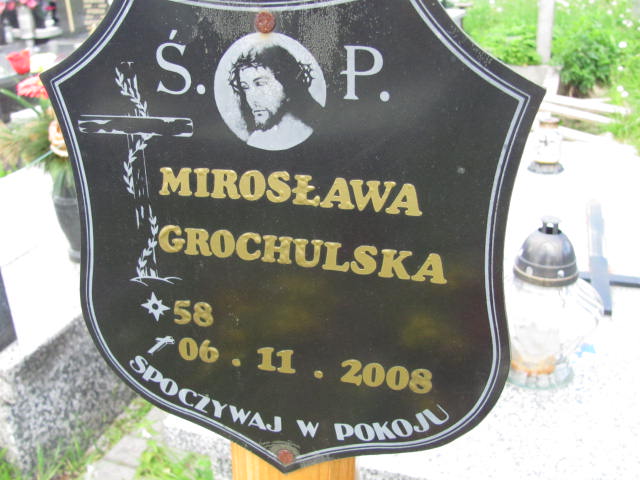 Ś. P.
MIROSŁAWA
GROCHULSKA
58
06.11.2008
SPOCZYWAJ W POKOJU